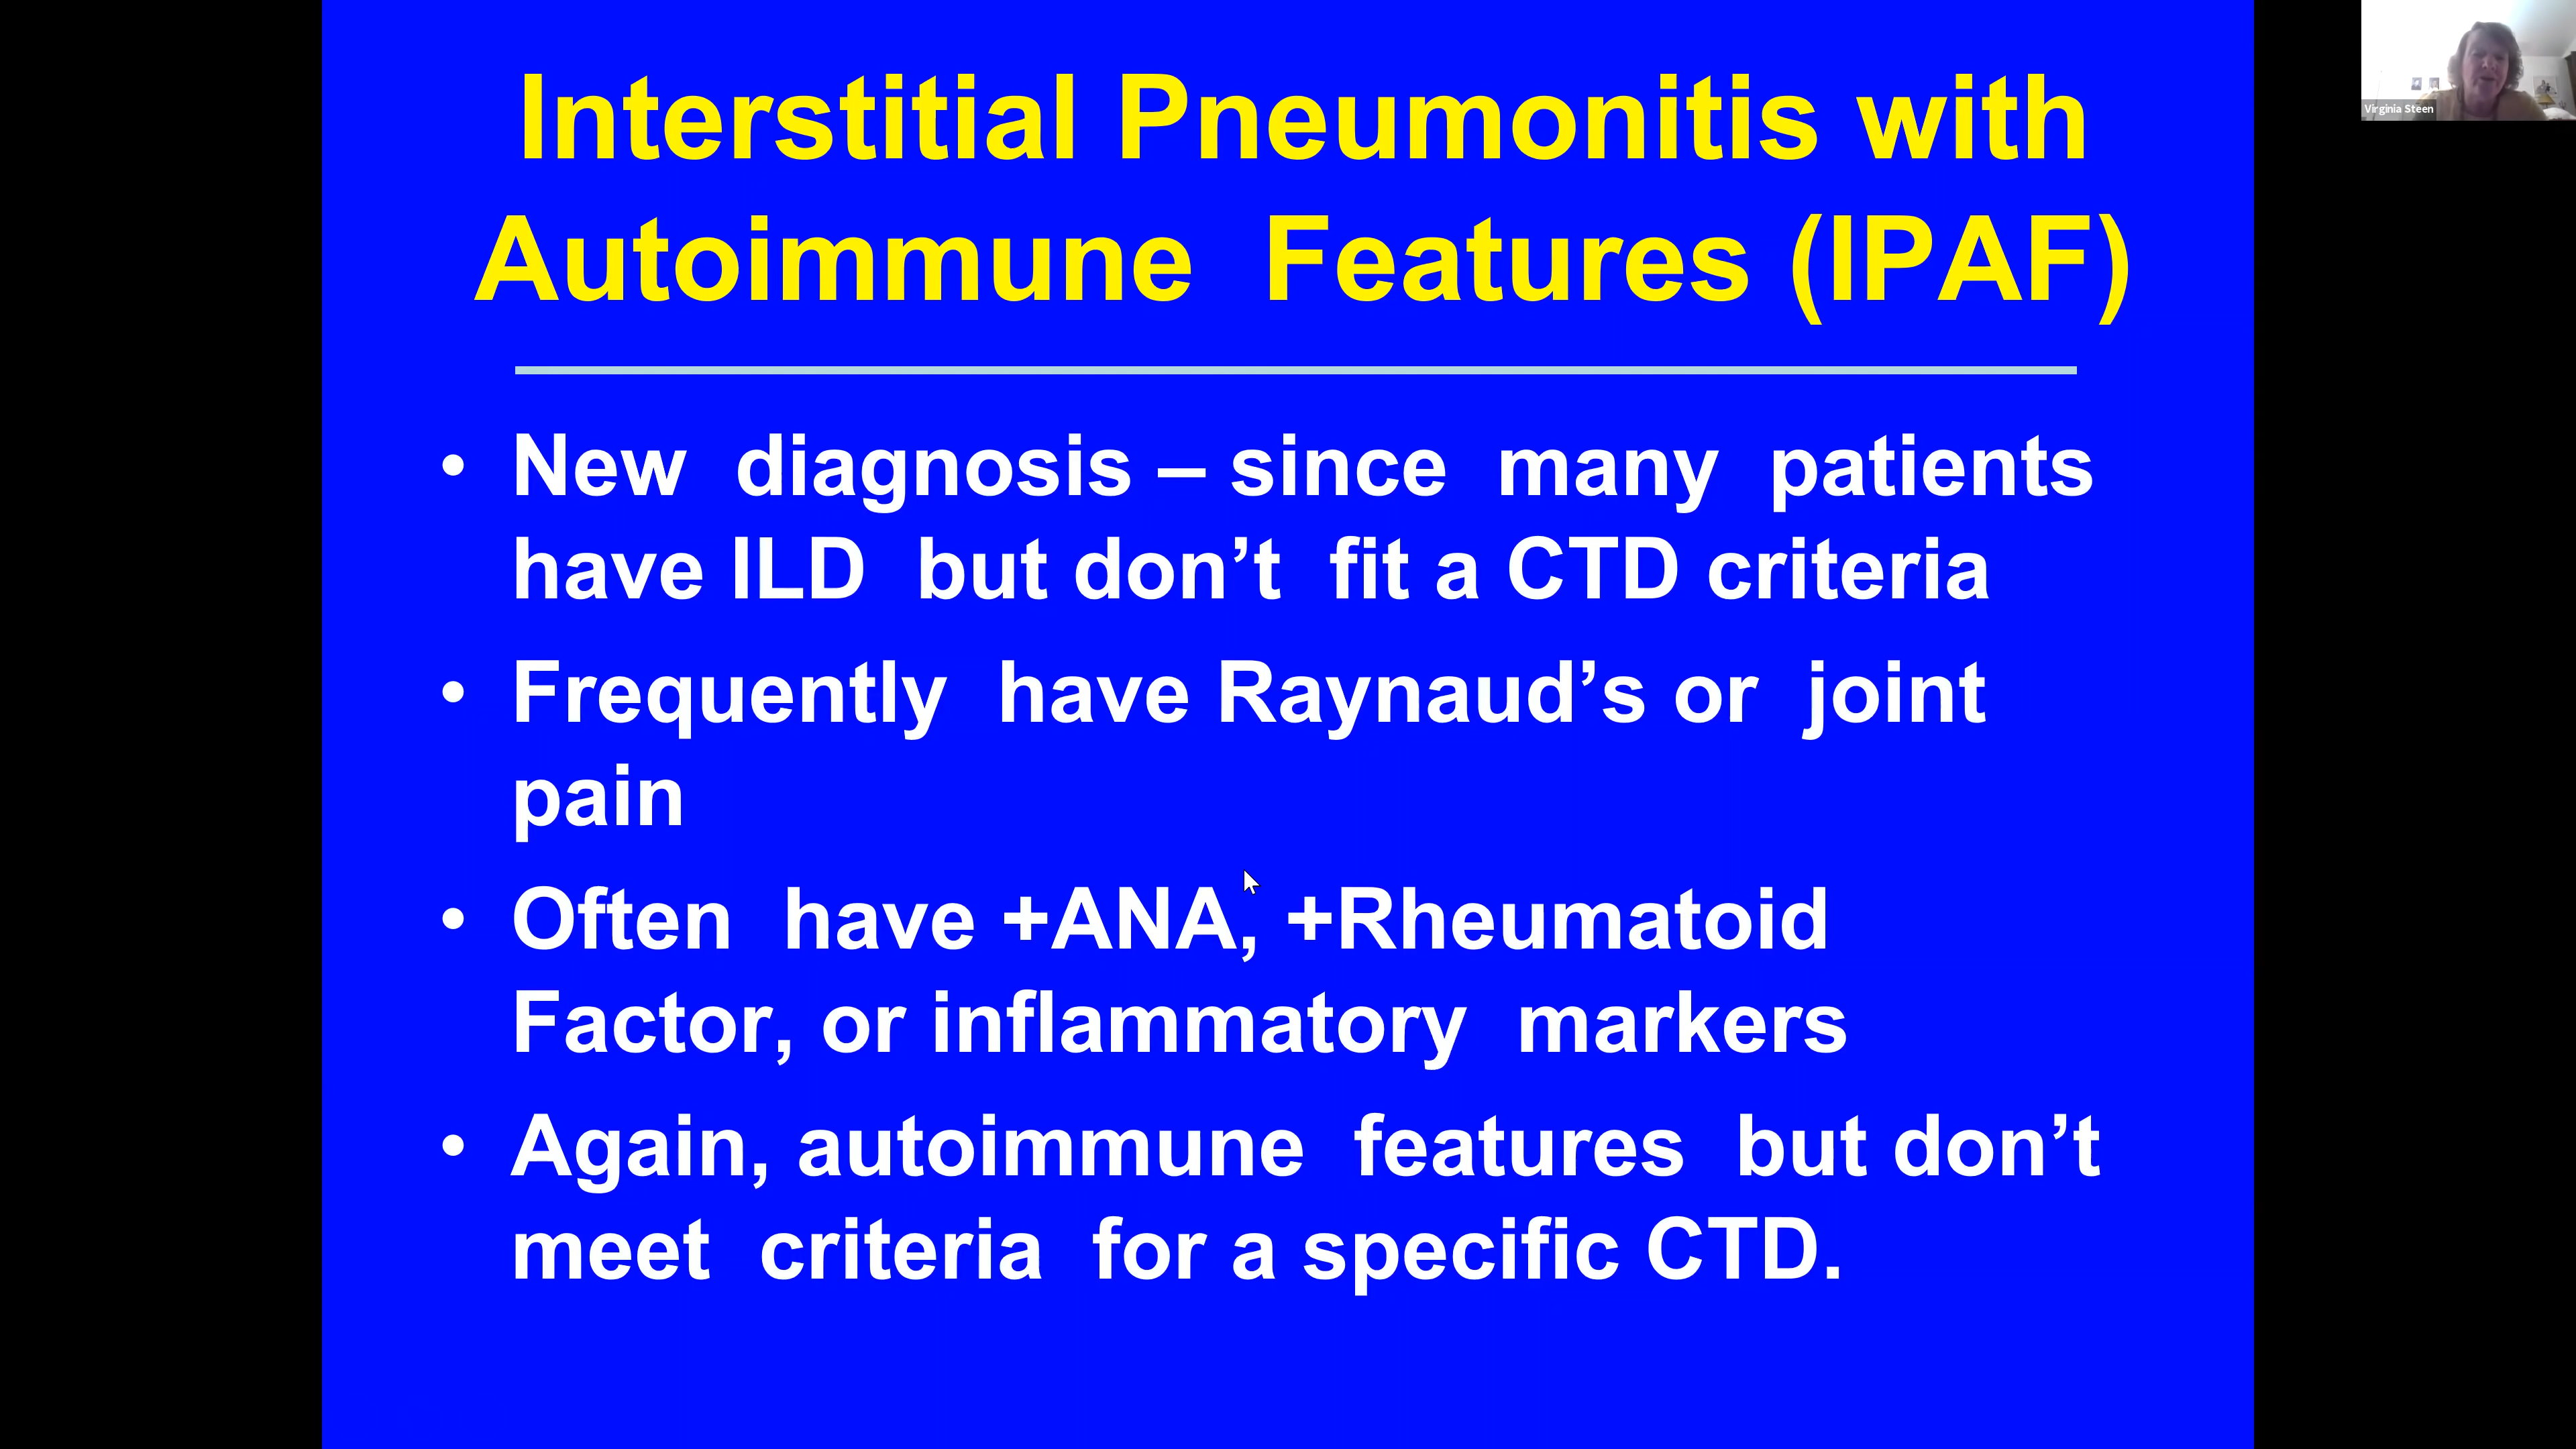 Interstitial Pneumonitis with
Autoimmune Features (IPAF)
• New diagnosis – since many patients
have ILD but don’t fit a CTD criteria
• Frequently have Raynaud’s or joint
pain
• Often have +ANA, +Rheumatoid
Factor, or inflammatory markers
• Again, autoimmune features but don’t
meet criteria for a specific CTD.
Virginia Steen